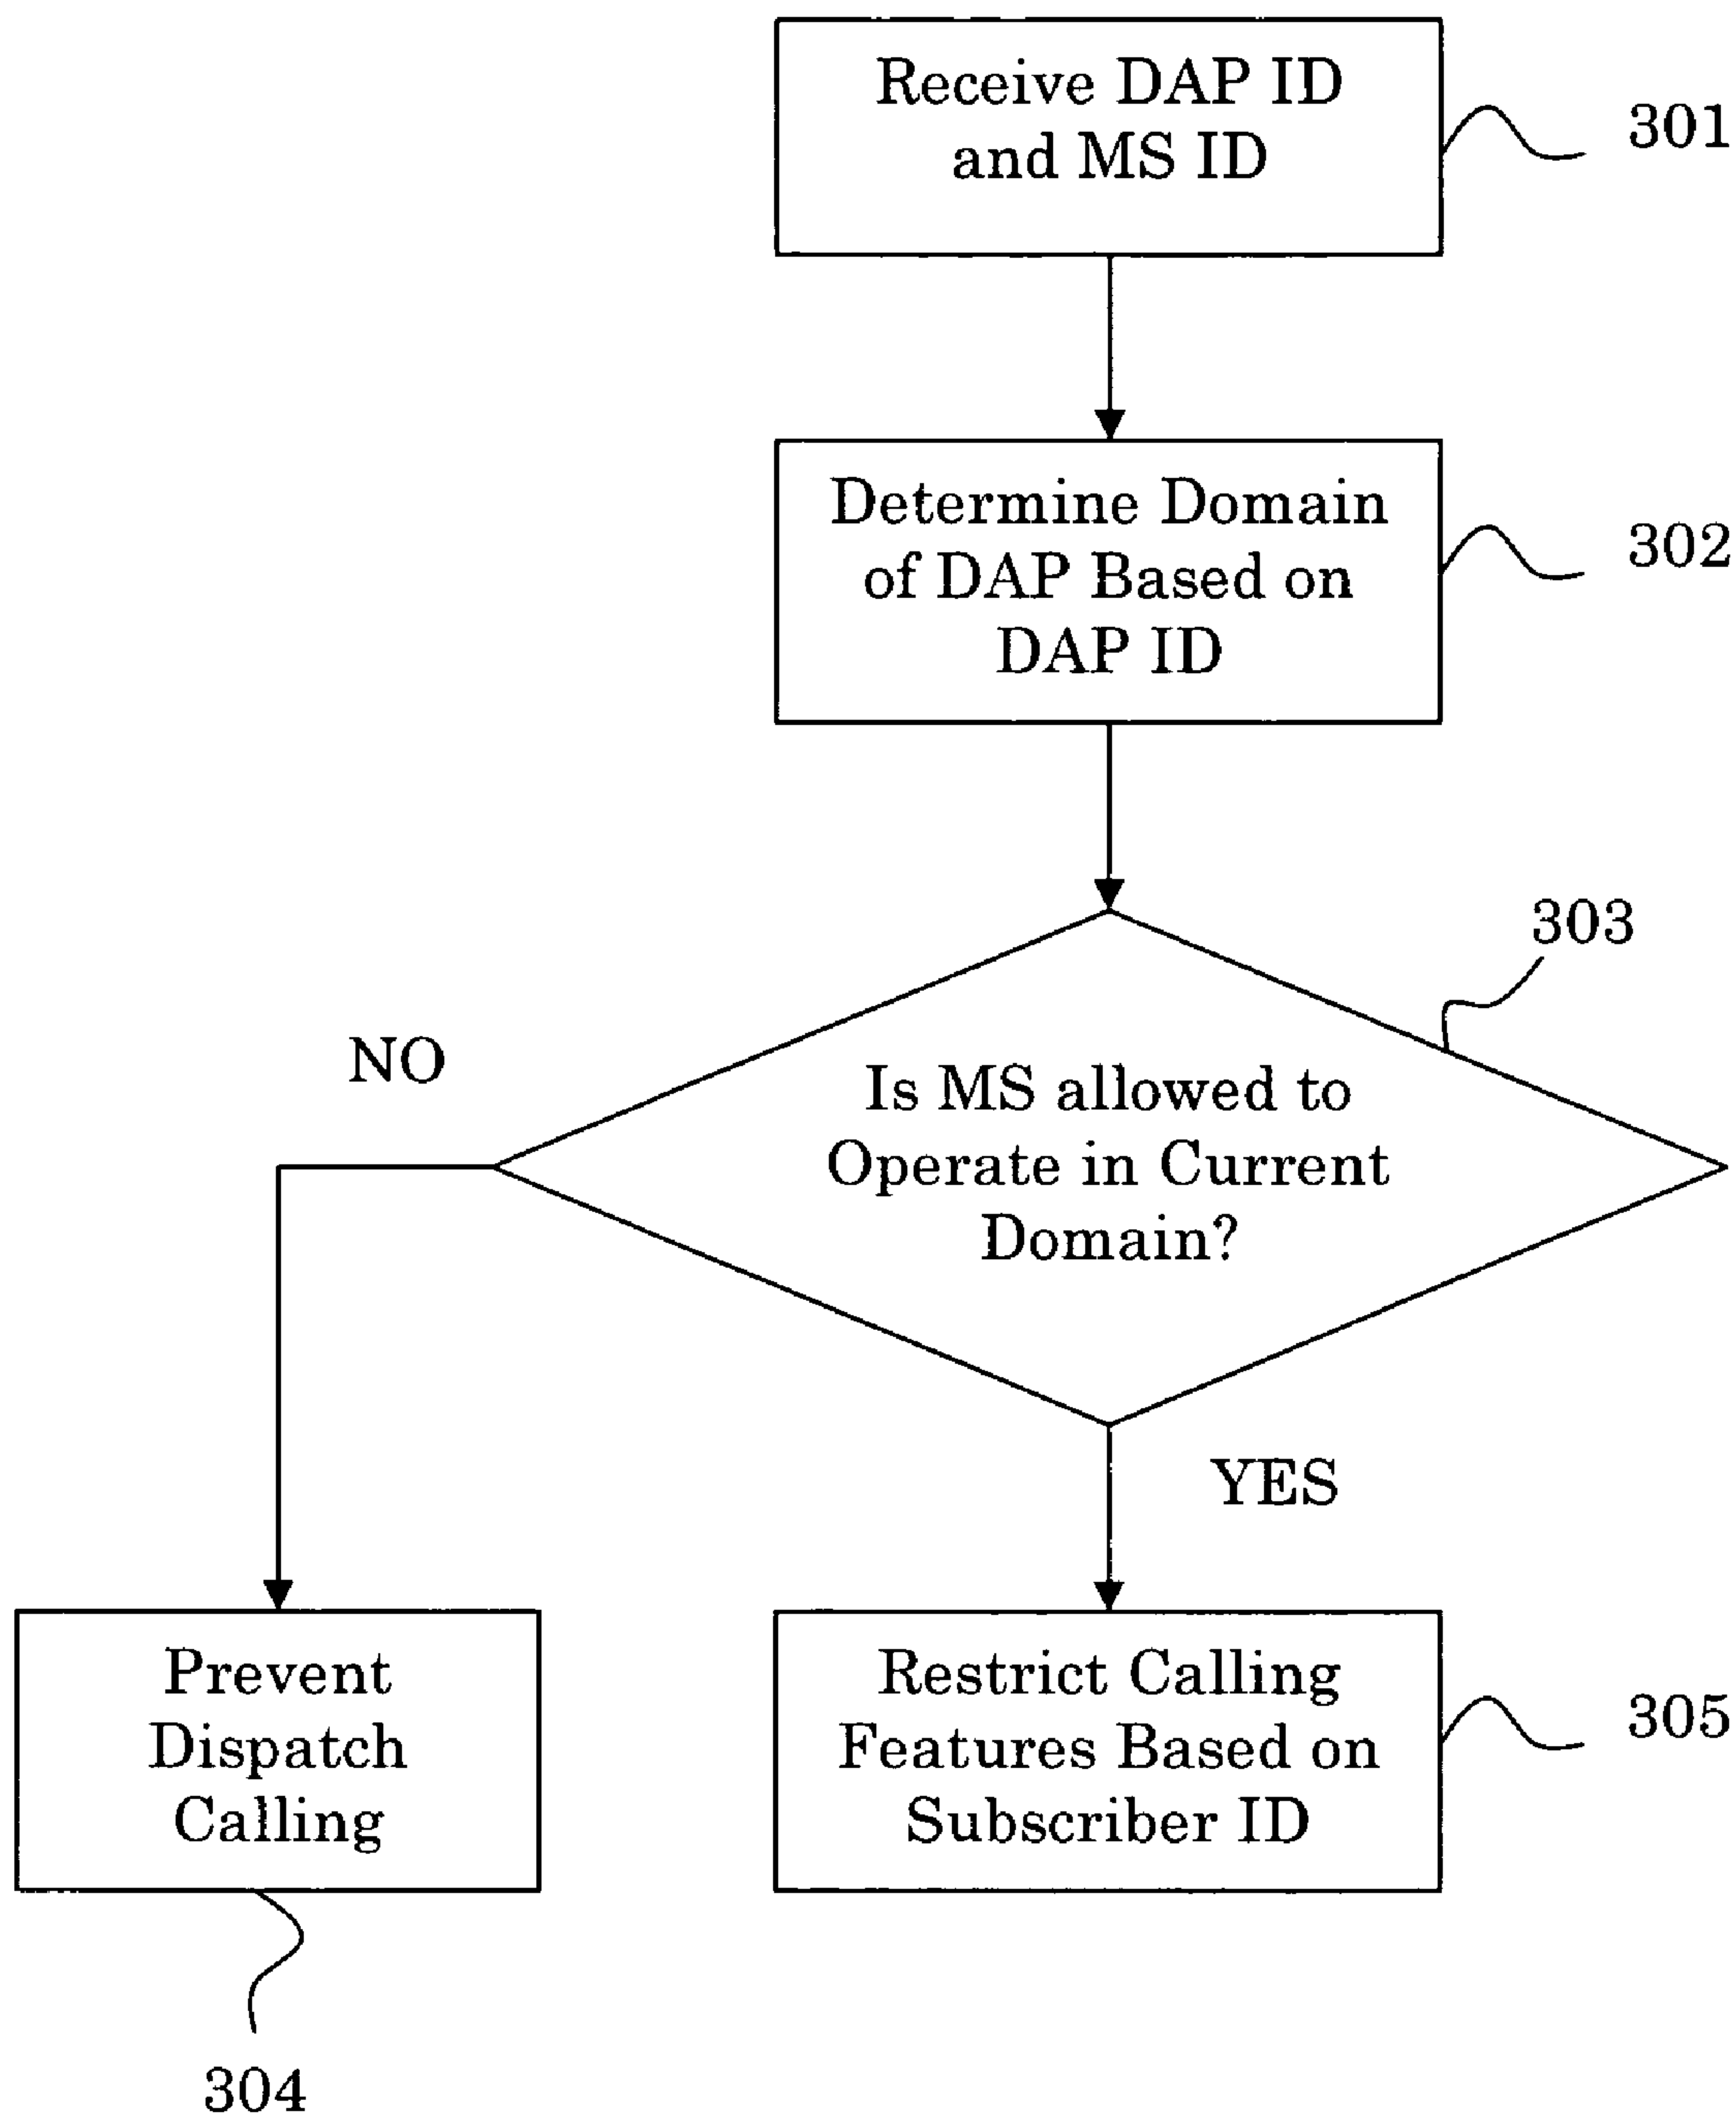 Receive DAP ID
and MS ID
301
Determine Domain
of DAP Based on
DAP ID
302
303
NO
Is MS allowed to
Operate in Current
Domain?
YES
Prevent
Dispatch
Calling
Restrict Calling
Features Based on
Subscriber ID
305
304